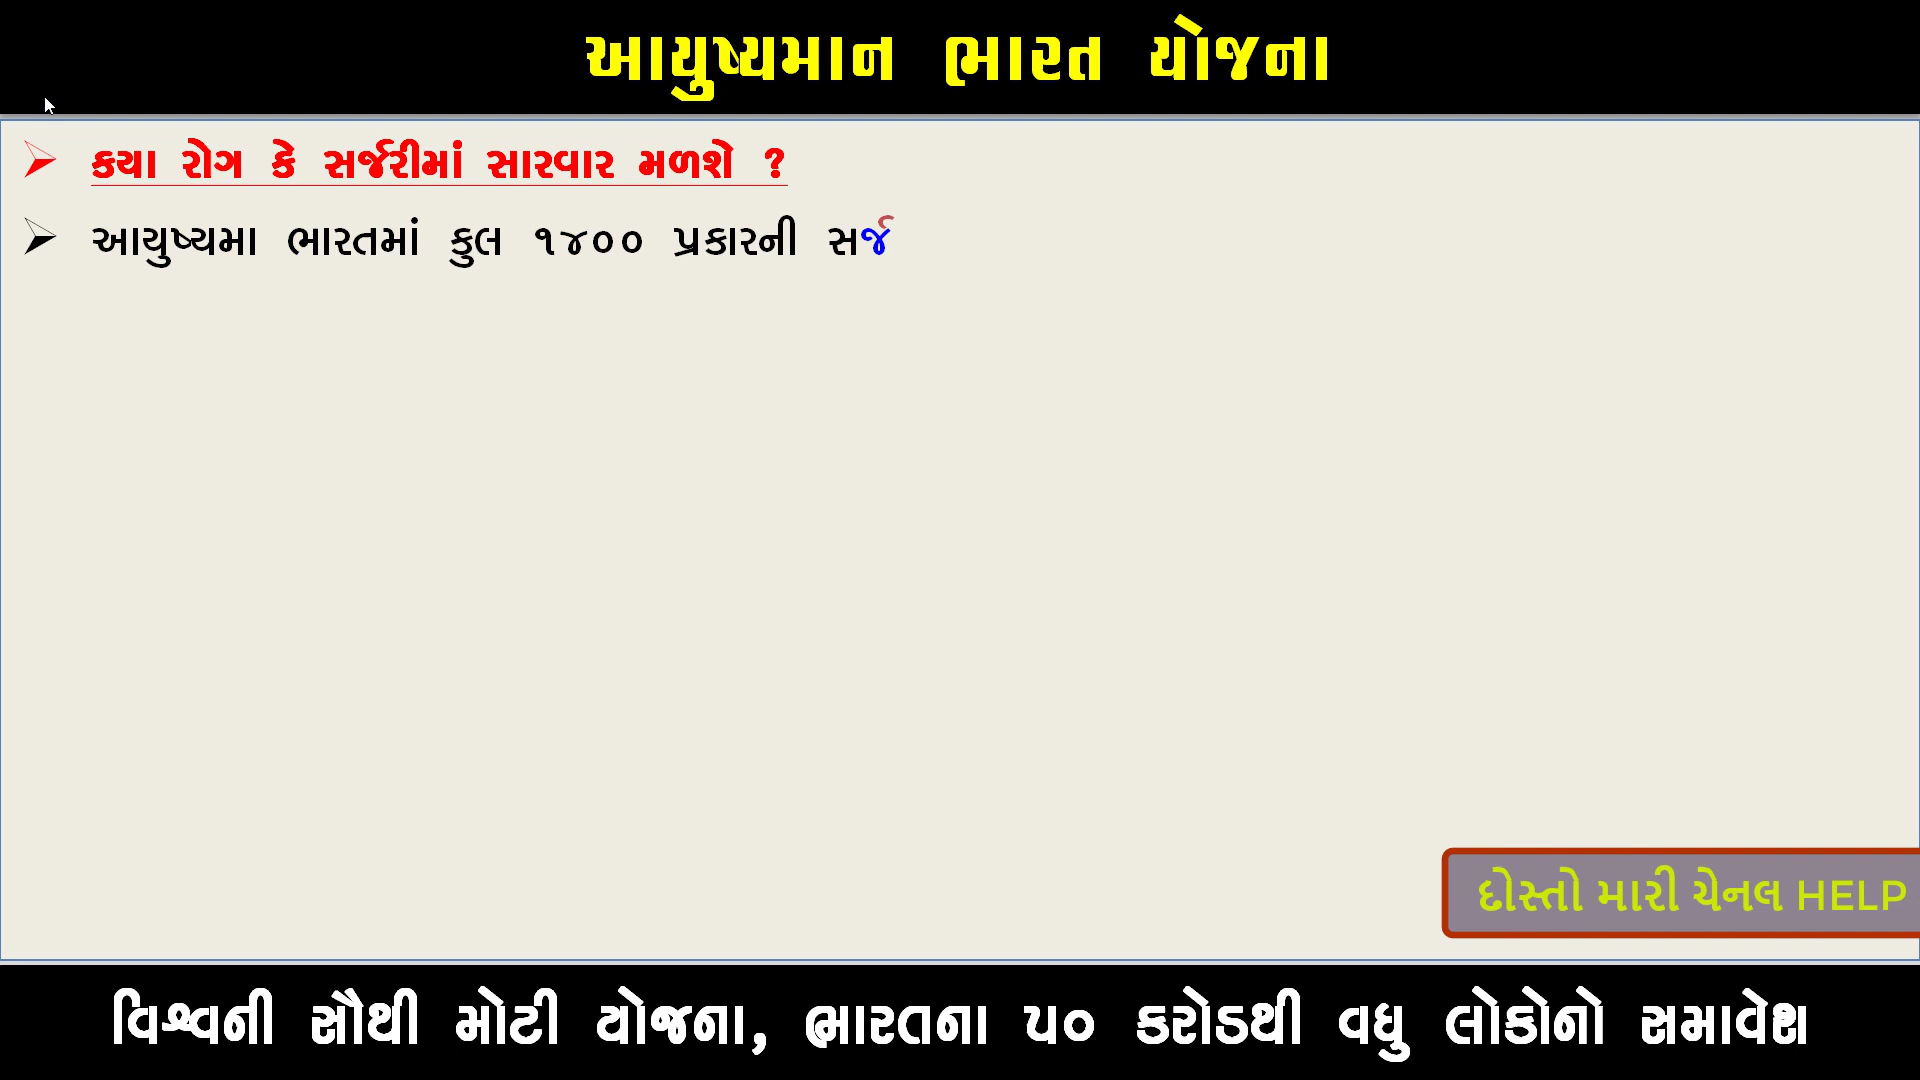 આયુષ્યમાન ભારત યોજના
ક્યા રોગ કે સર્જરીમાં સારવાર મળશે ?
આયુષ્યમા ભારતમાં કુલ ૧૪૦૦ પ્રકારની સર્જ
દોસ્તો મારી ચેનલ HELP
વિશ્વની સૌથી મોટી યોજના, ભારતના ૫૦ કરોડથી વધુ લોકોનો સમાવેશ